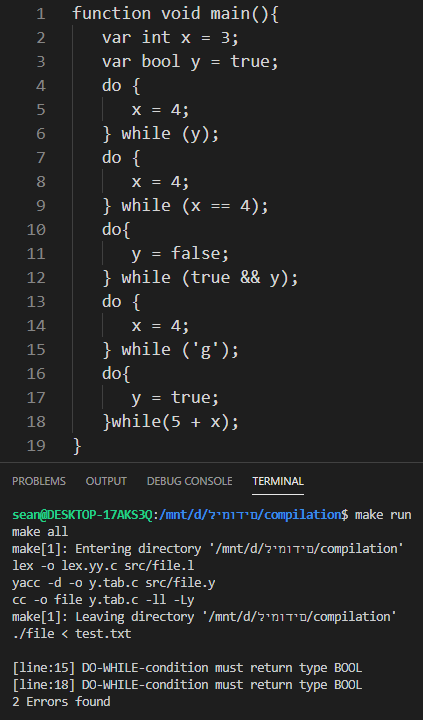 1 function void main(){
2 var int x = 3;
3 var bool y = true;
4 do {
5 x = 4;
6 } while (y);
7 do {
8 x = 4;
9 } while (x == 4);
10 do{
11 y = false;
12 } while (true && y);
13 do {
14 x = 4;
15 } while ('g');
16 do{
17 y = true;
18 }while(5 + x);
19 }
PROBLEMS OUTPUT DEBUG CONSOLE TERMINAL
sean@DESKTOP-17AKS3Q:/mnt/d/לימודים/compilation$ make run
make all
make[1]: Entering directory '/mnt/d/לימודים/compilation'
lex -o lex.yy.c src/file.l
yacc -d -o y.tab.c src/file.y
cc -o file y.tab.c -ll -Ly
make[1]: Leaving directory '/mnt/d/לימודים/compilation'
./file < test.txt
[line:15] DO-WHILE-condition must return type BOOL
[line:18] DO-WHILE-condition must return type BOOL
2 Errors found